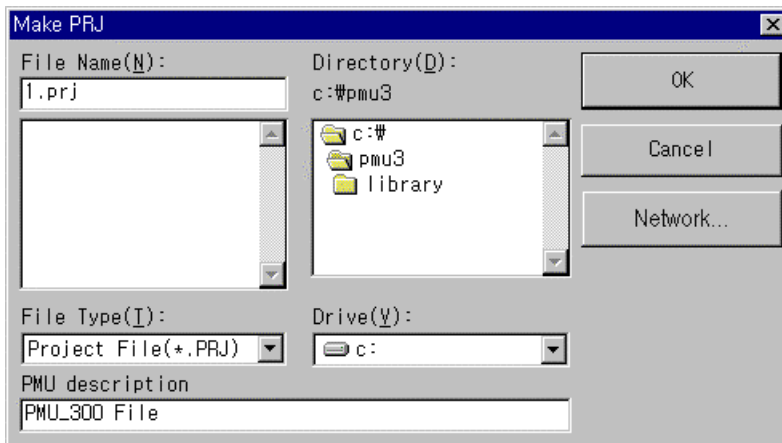 Make PRJ
File Name(N):
1.prj
Directory(D):
c:₩pmu3
c:₩
pmu3
library
OK
Cancel
Network...
File Type(T):
Project File(*.PRJ)
Drive(V):
c:
PMU description
PMU_300 File